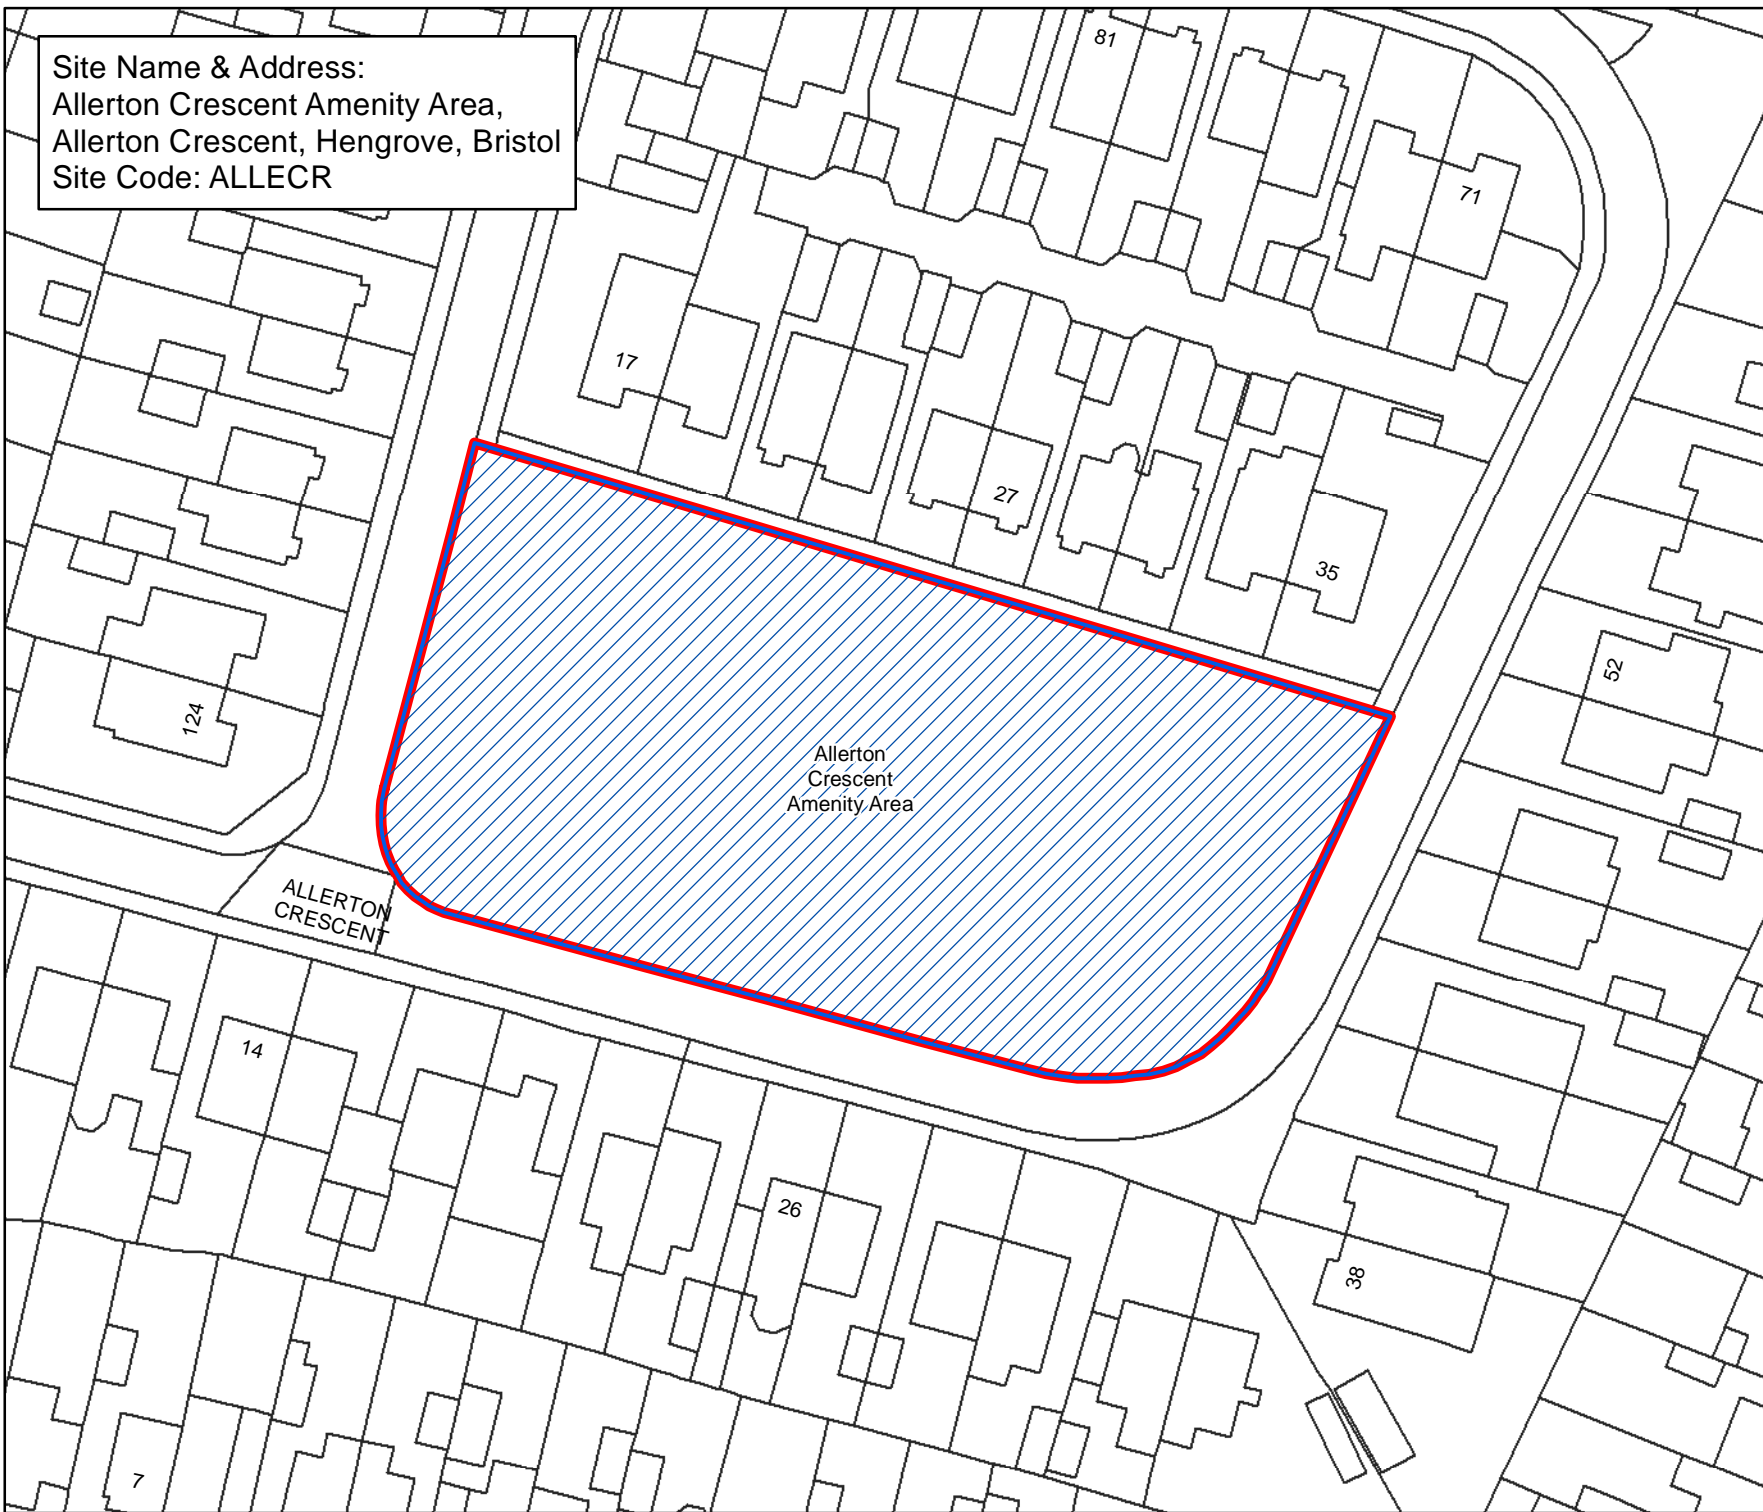 Site Name & Address:
Allerton Crescent Amenity Area,
Allerton Crescent, Hengrove, Bristol
Site Code: ALLECR
81
71
17
27
35
52
124
Allerton
Crescent
Amenity Area
ALLERTON
CRESCENT
14
26
38
7